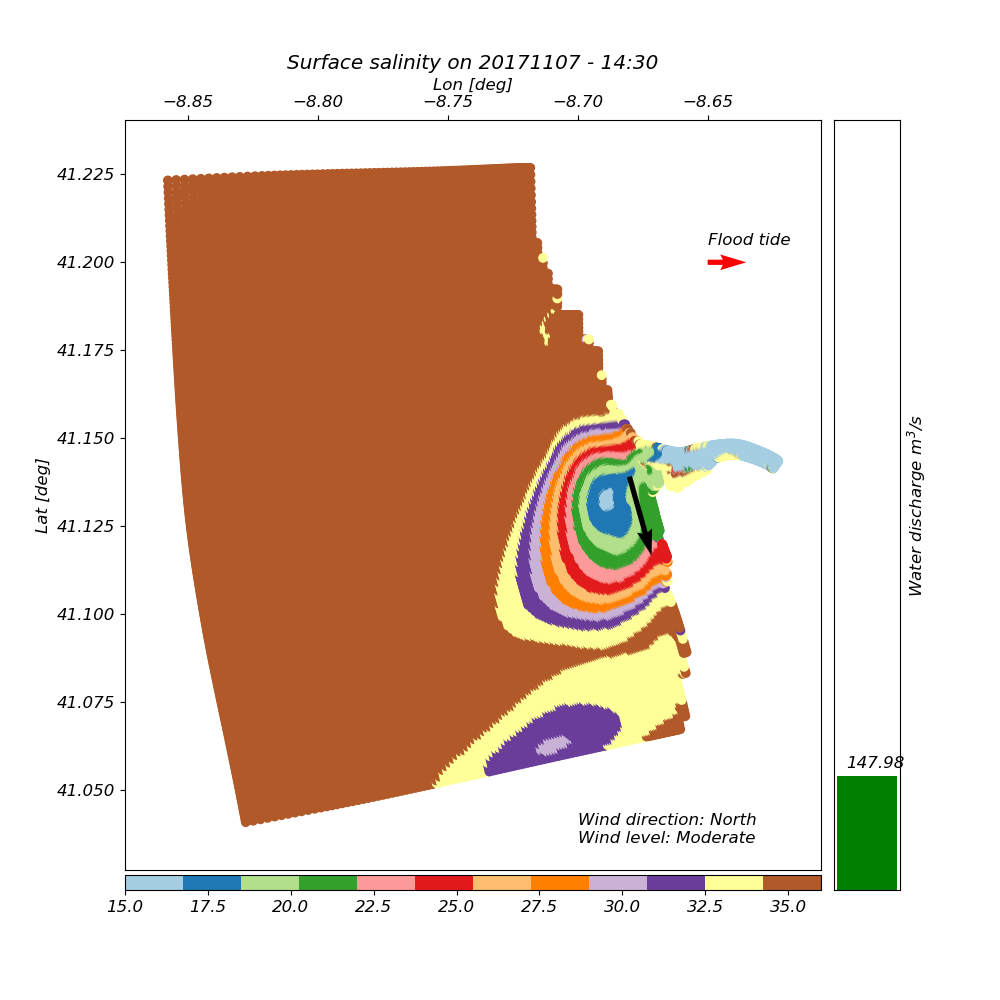 Surface salinity on 20171107 - 14:30
Lon [deg]
−8.85 −8.80 −8.75 −8.70 −8.65
41.225
41.200
41.175
41.150
41.125
41.100
41.075
41.050
Lat [deg]
Flood tide
Wind direction: North
Wind level: Moderate
15.0 17.5 20.0 22.5 25.0 27.5 30.0 32.5 35.0
147.98
Water discharge m³/s